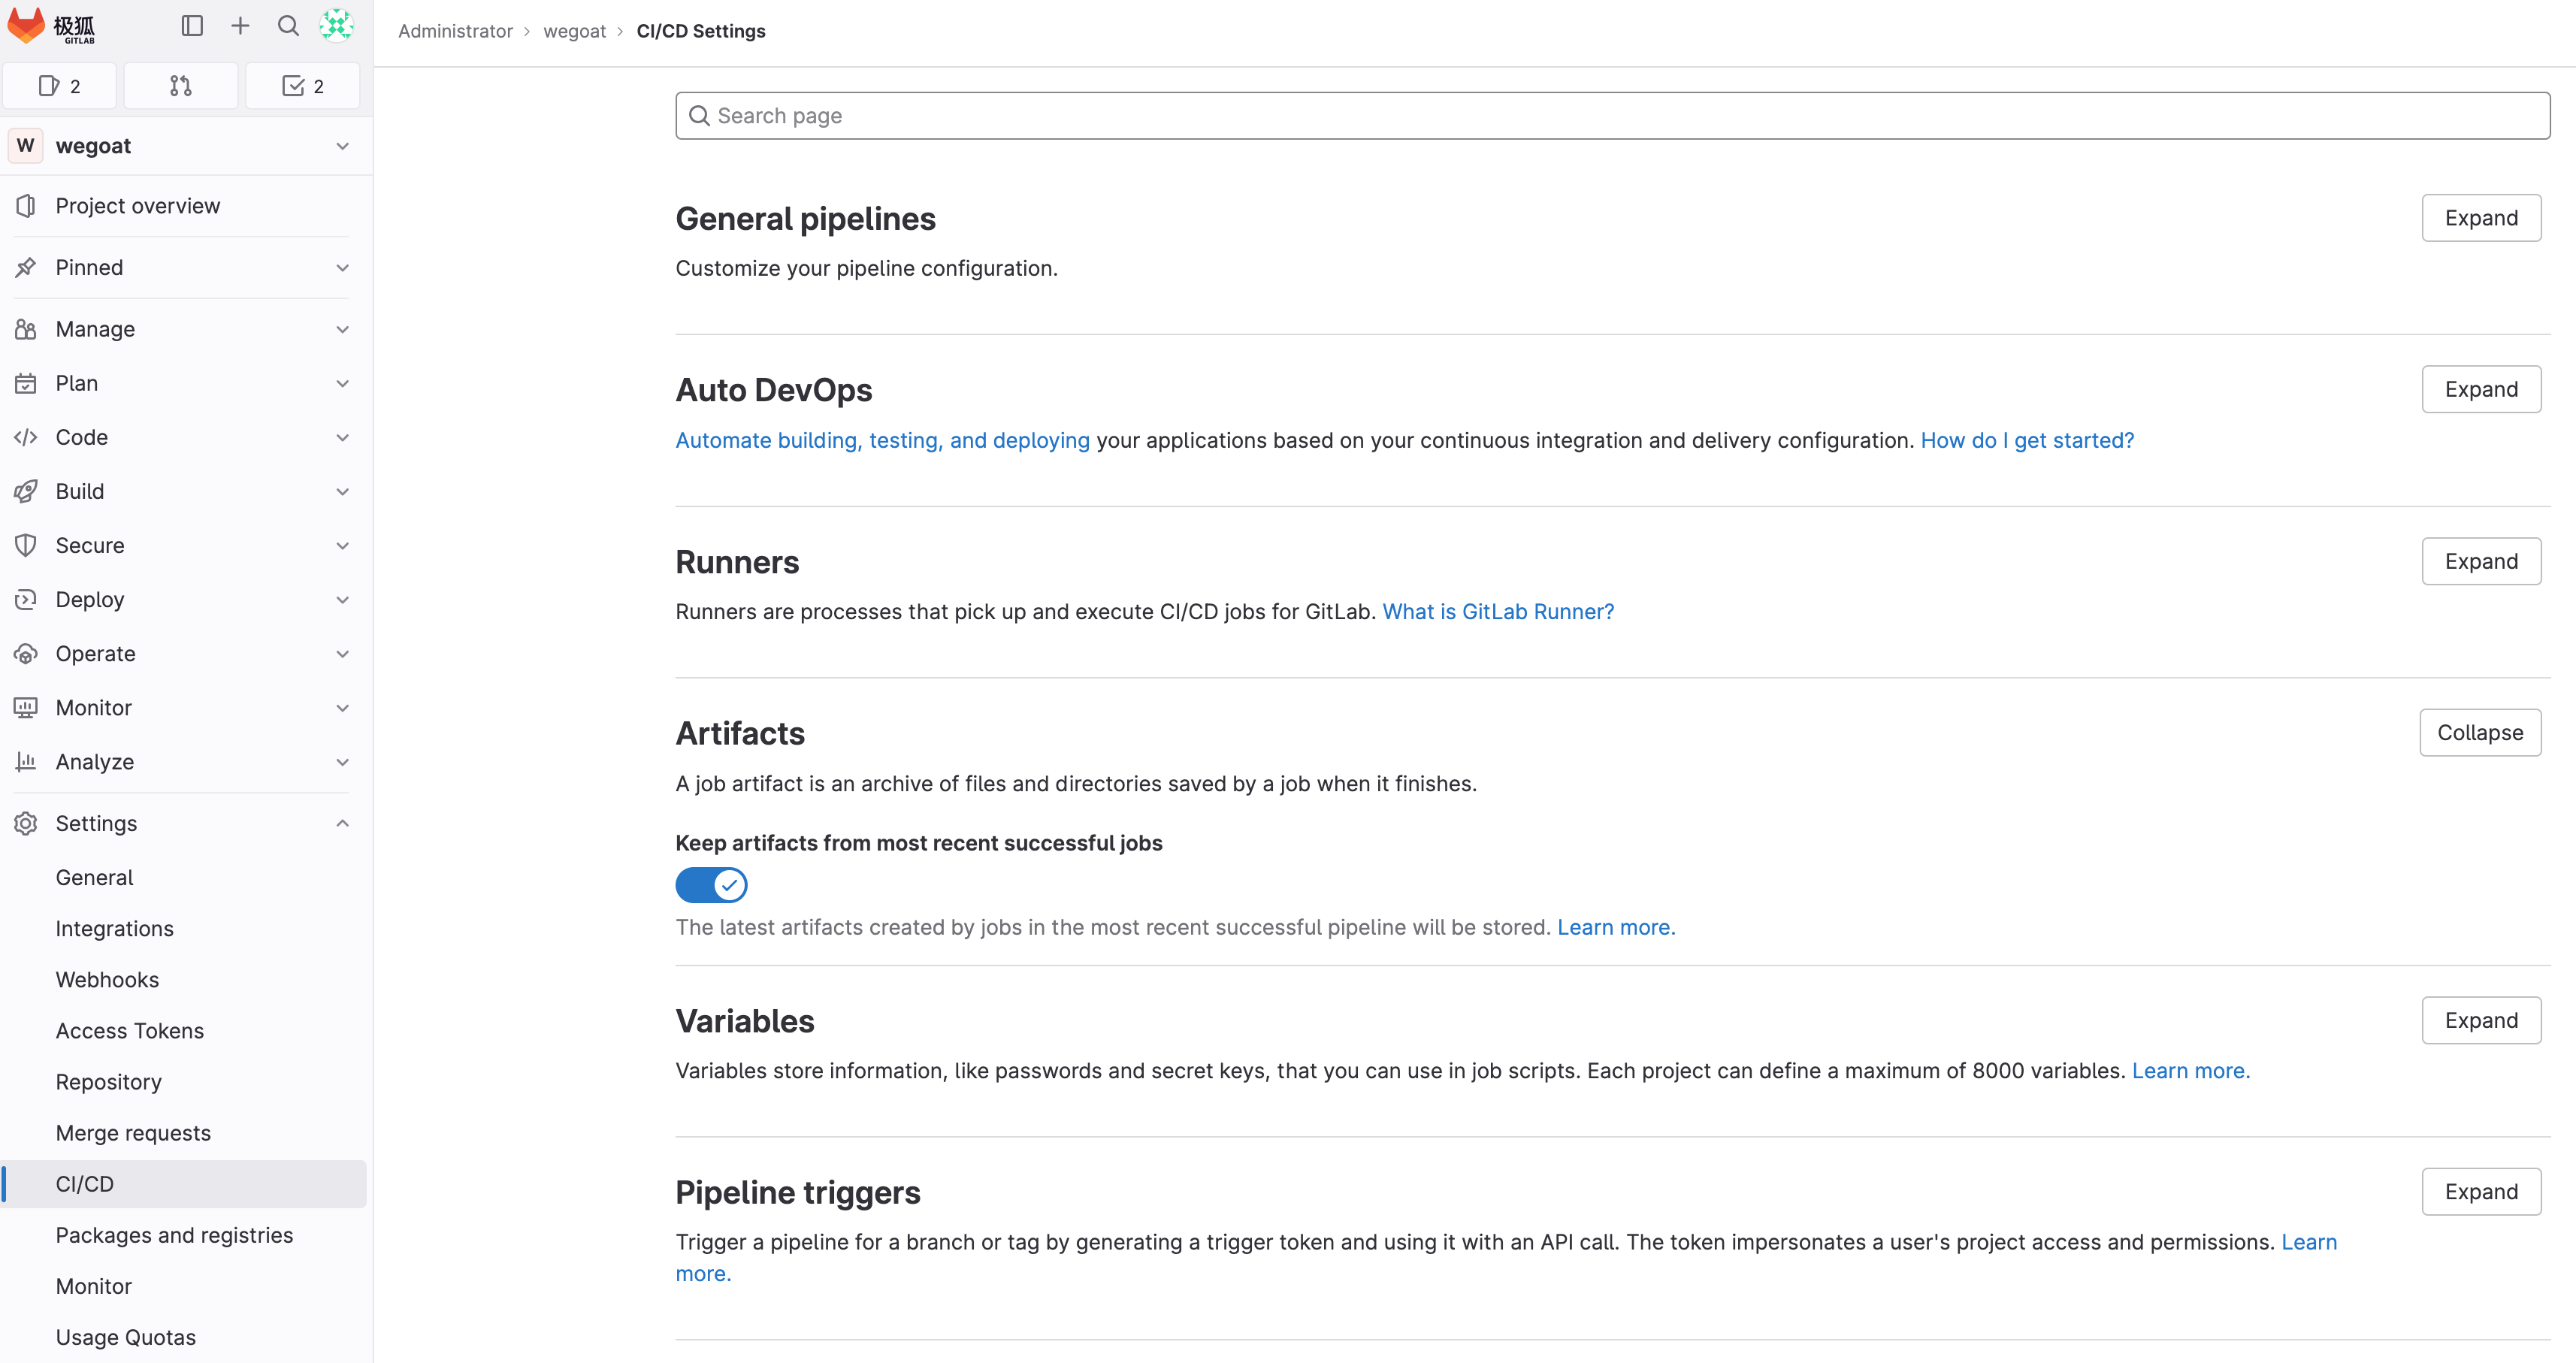 极狐
GITLAB
2
2
W wegoat
Project overview
Pinned
Manage
Plan
Code
Build
Secure
Deploy
Operate
Monitor
Analyze
Settings
General
Integrations
Webhooks
Access Tokens
Repository
Merge requests
CI/CD
Packages and registries
Monitor
Usage Quotas
Administrator › wegoat › CI/CD Settings
Search page
General pipelines
Expand
Customize your pipeline configuration.
Auto DevOps
Expand
Automate building, testing, and deploying your applications based on your continuous integration and delivery configuration. How do I get started?
Runners
Expand
Runners are processes that pick up and execute CI/CD jobs for GitLab. What is GitLab Runner?
Artifacts
Collapse
A job artifact is an archive of files and directories saved by a job when it finishes.
Keep artifacts from most recent successful jobs
The latest artifacts created by jobs in the most recent successful pipeline will be stored. Learn more.
Variables
Expand
Variables store information, like passwords and secret keys, that you can use in job scripts. Each project can define a maximum of 8000 variables. Learn more.
Pipeline triggers
Expand
Trigger a pipeline for a branch or tag by generating a trigger token and using it with an API call. The token impersonates a user's project access and permissions. Learn
more.